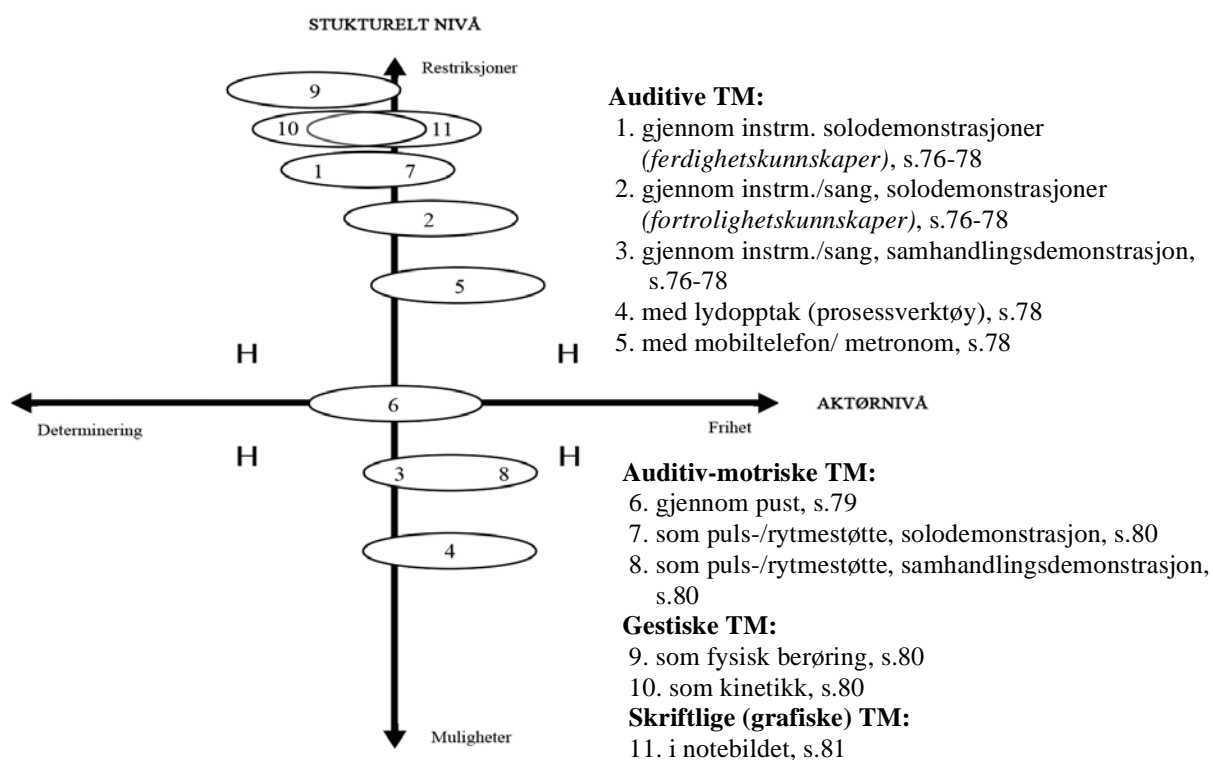 STUKTURELT NIVÅ
Restriksjoner
9
10
11
1
7
2
5
H
H
6
AKTØRNIVÅ
Determinering
Frihet
H
H
3
8
4
Muligheter
Auditive TM:
1. gjennom instrm. solodemonstrasjoner
(ferdighetskunnskaper), s.76-78
2. gjennom instrm./sang, solodemonstrasjoner
(fortrolighetskunnskaper), s.76-78
3. gjennom instrm./sang, samhandlingsdemonstrasjon,
s.76-78
4. med lydopptak (prosessverktøy), s.78
5. med mobiltelefon/ metronom, s.78
Auditiv-motriske TM:
6. gjennom pust, s.79
7. som puls-/rytmestøtte, solodemonstrasjon, s.80
8. som puls-/rytmestøtte, samhandlingsdemonstrasjon,
s.80
Gestiske TM:
9. som fysisk berøring, s.80
10. som kinetikk, s.80
Skriftlige (grafiske) TM:
11. i notebildet, s.81